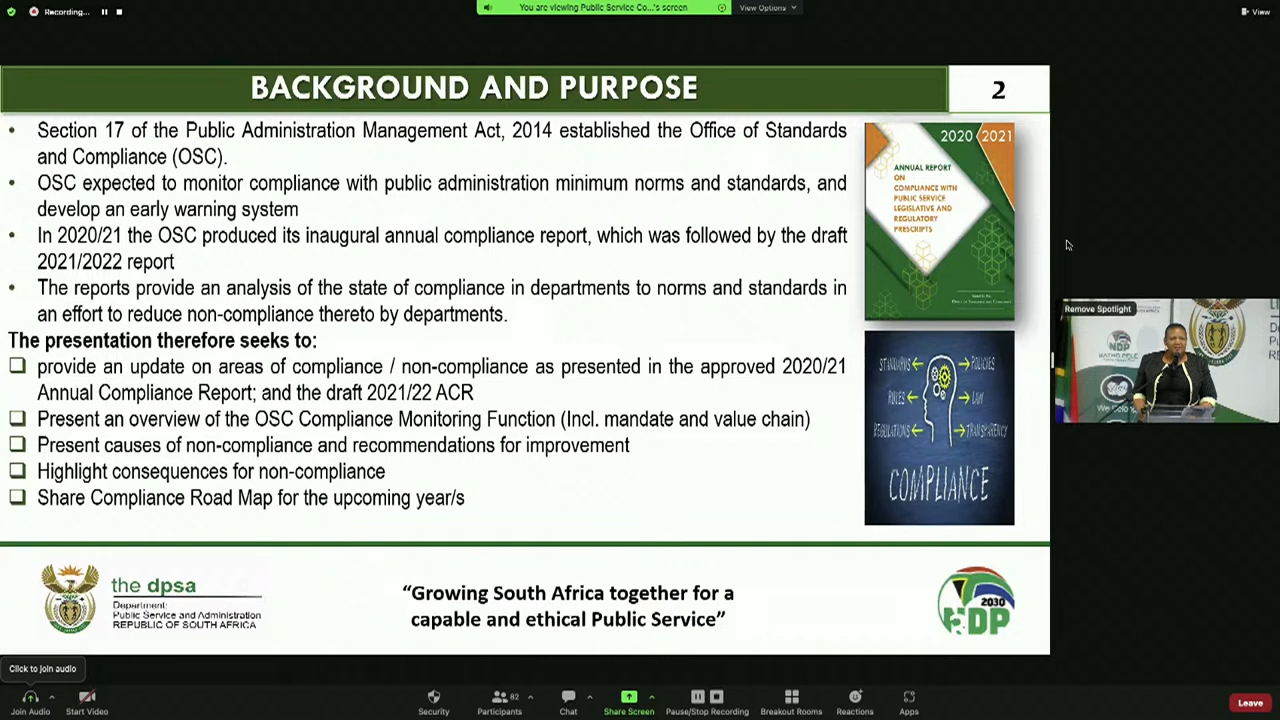 Recording...
You are viewing Public Service Co...'s screen
View Options
View
BACKGROUND AND PURPOSE
2
• Section 17 of the Public Administration Management Act, 2014 established the Office of Standards
and Compliance (OSC).
• OSC expected to monitor compliance with public administration minimum norms and standards, and
develop an early warning system
• In 2020/21 the OSC produced its inaugural annual compliance report, which was followed by the draft
2021/2022 report
• The reports provide an analysis of the state of compliance in departments to norms and standards in
an effort to reduce non-compliance thereto by departments.
The presentation therefore seeks to:
provide an update on areas of compliance / non-compliance as presented in the approved 2020/21
Annual Compliance Report; and the draft 2021/22 ACR
Present an overview of the OSC Compliance Monitoring Function (Incl. mandate and value chain)
Present causes of non-compliance and recommendations for improvement
Highlight consequences for non-compliance
Share Compliance Road Map for the upcoming year/s
2020 2021
ANNUAL REPORT
ON
COMPLIANCE WITH
PUBLIC SERVICE
LEGISLATIVE AND
REGULATORY
PRESCRIPTS
STANDARDS
POLICIES
RULES
LAW
REGULATIONS
TRANSPARENCY
COMPLIANCE
Remove Spotlight
NDP
We Belong
the dpsa
Department:
Public Service and Administration
REPUBLIC OF SOUTH AFRICA
“Growing South Africa together for a
capable and ethical Public Service”
2030
NDP
Click to join audio
Join Audio
Start Video
Security
82
Participants
Chat
Share Screen
Pause/Stop Recording
Breakout Rooms
Reactions
Apps
Leave